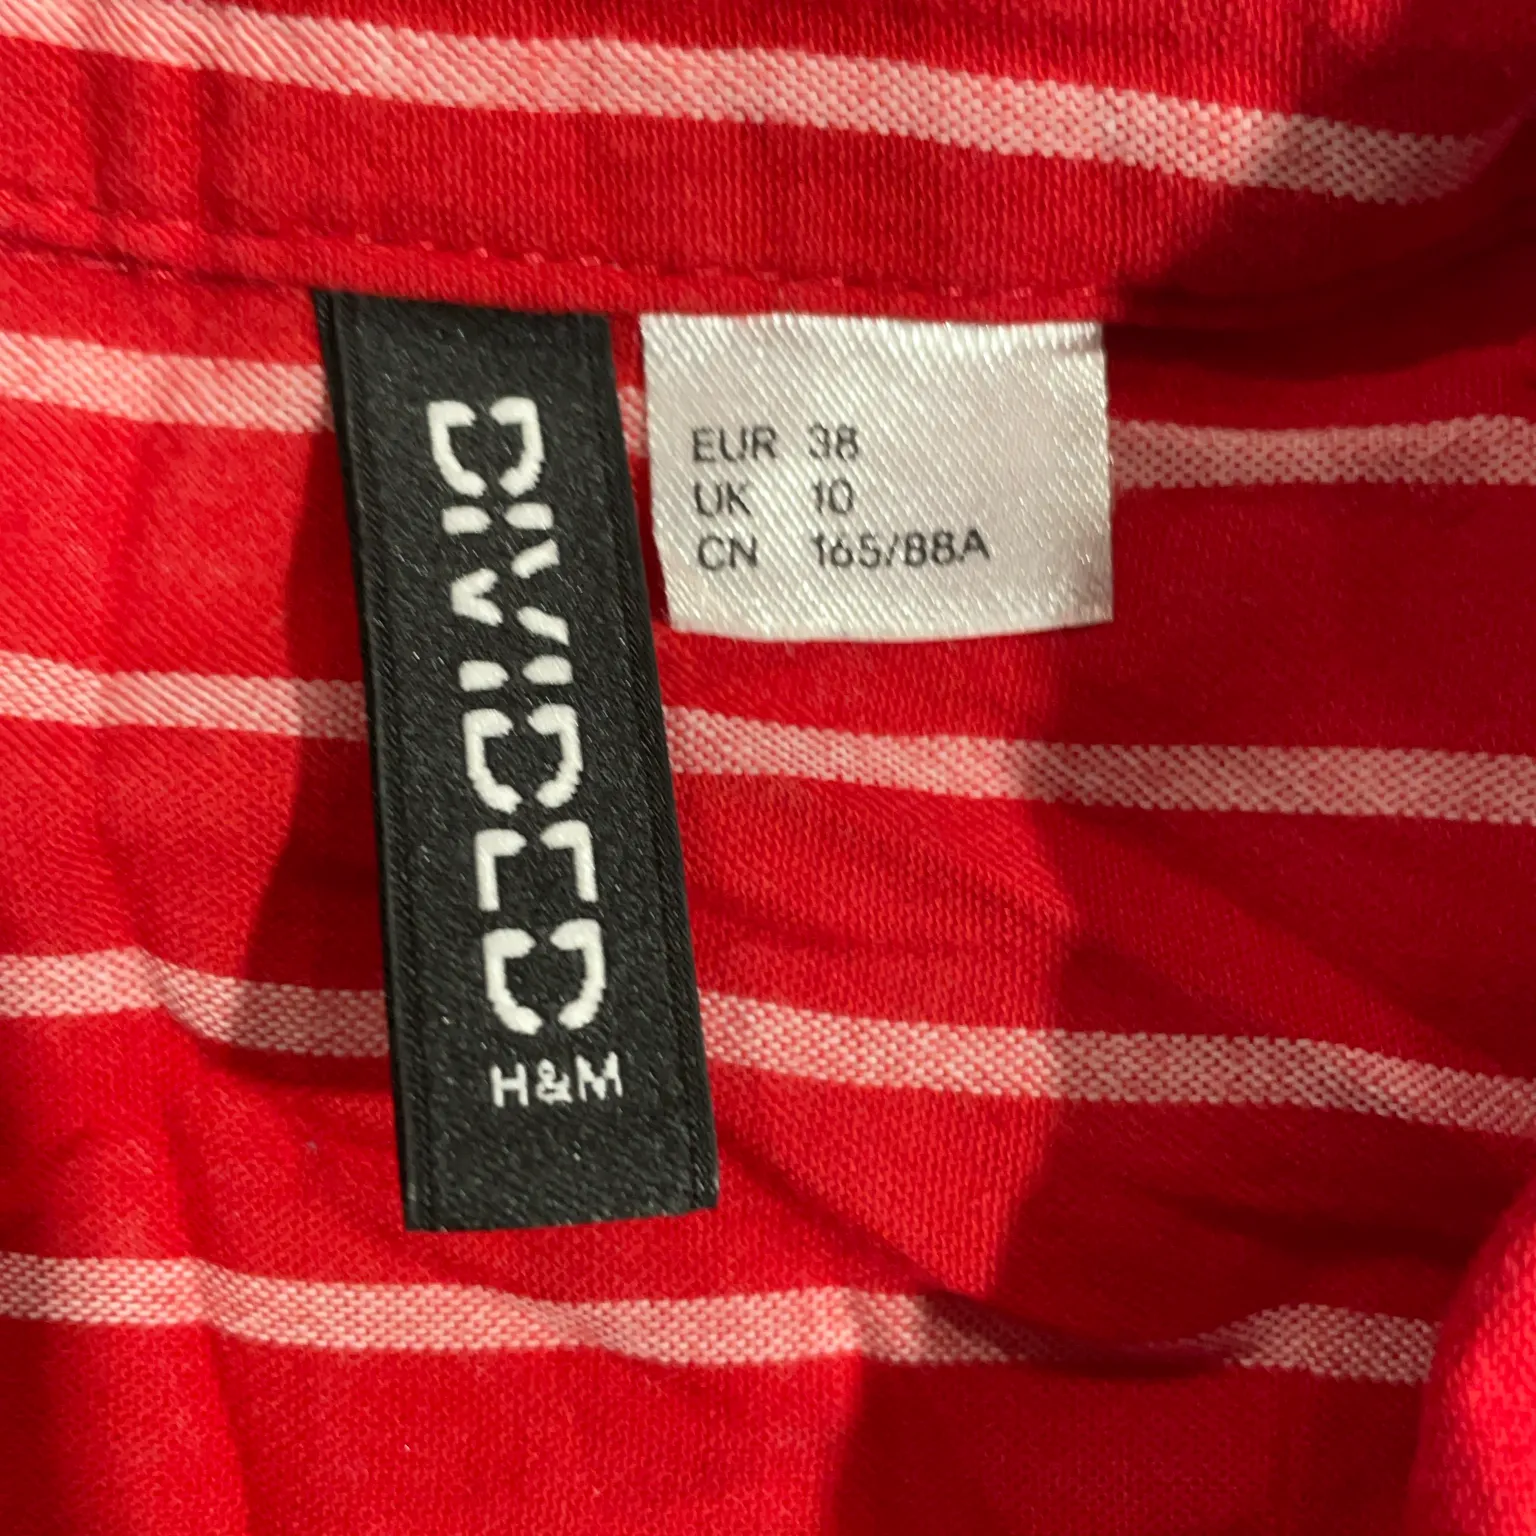 DIVIDED
H&M
EUR 38
UK 10
CN 165/88A